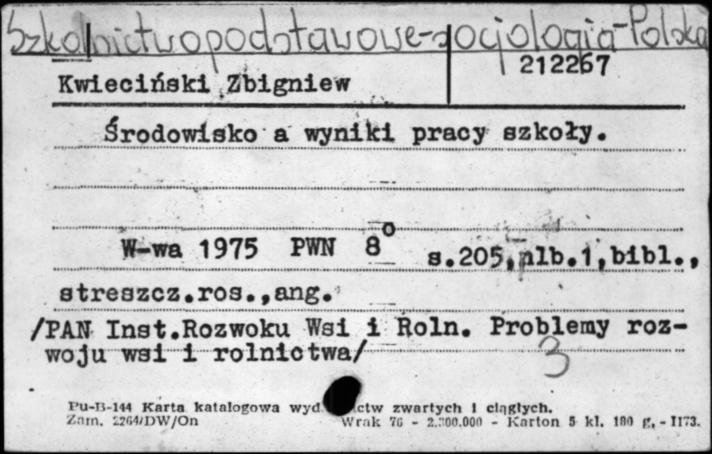 Szkolnictwo podstawowe-socjologia-Polska
212267
Kwieciński Zbigniew
Środowisko a wyniki pracy szkoły.
W-wa 1975 PWN 8° s.205,nlb.1,bibl.,
streszcz.ros.,ang.
/PAN Inst.Rozwoku Wsi i Roln. Problemy roz-
woju wsi i rolnictwa/
3
Pu-B-144 Karta katalogowa wyd. ctw zwartych i ciągłych.
Zam. 2264/DW/On Wrak 76 - 2.300.000 - Karton 5 kl. 180 g, - 1173.